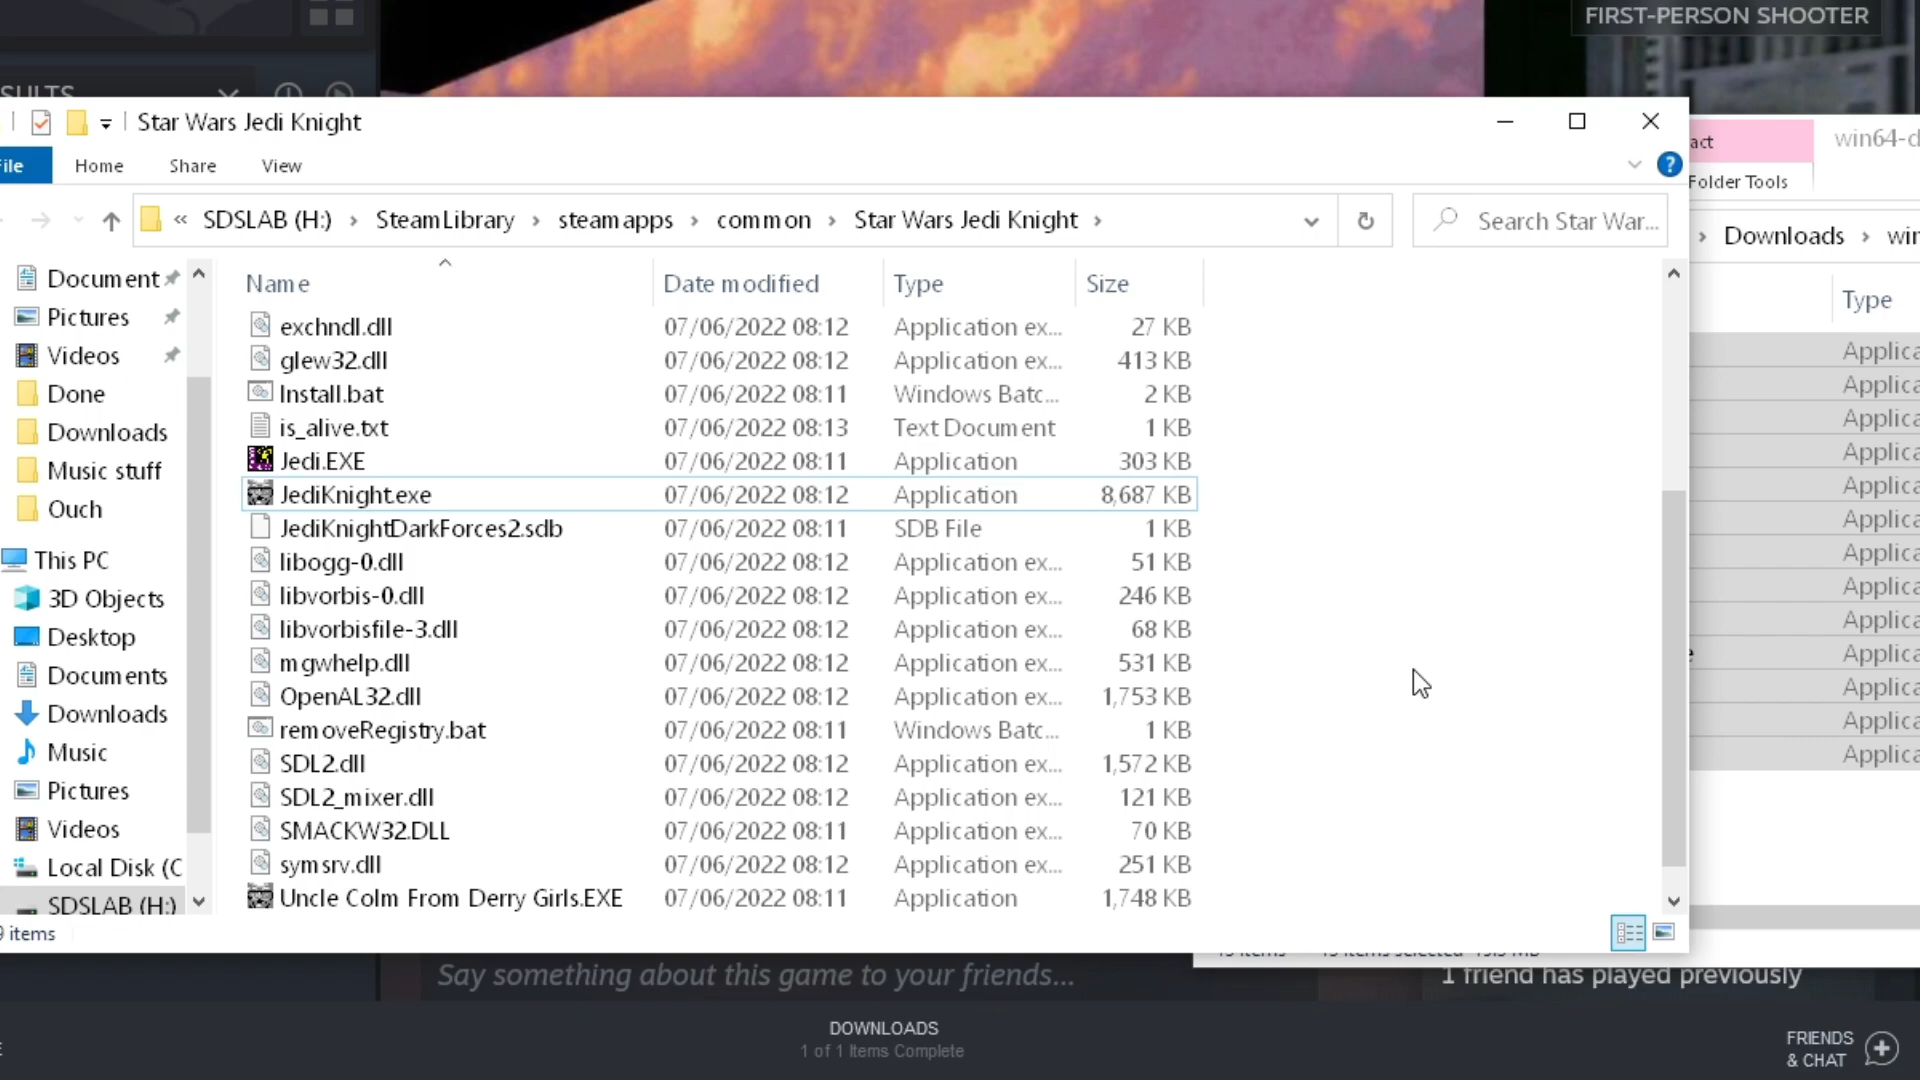 FIRST-PERSON SHOOTER
SULTS
Star Wars Jedi Knight
File
Home
Share
View
SDSLAB (H:) › SteamLibrary › steamapps › common › Star Wars Jedi Knight ›
Search Star War...
Document
Pictures
Videos
Done
Downloads
Music stuff
Ouch
This PC
3D Objects
Desktop
Documents
Downloads
Music
Pictures
Videos
Local Disk (C
SDSLAB (H:)
Name Date modified Type Size
exchndl.dll 07/06/2022 08:12 Application ex... 27 KB
glew32.dll 07/06/2022 08:12 Application ex... 413 KB
Install.bat 07/06/2022 08:11 Windows Batc... 2 KB
is_alive.txt 07/06/2022 08:13 Text Document 1 KB
Jedi.EXE 07/06/2022 08:11 Application 303 KB
JediKnight.exe 07/06/2022 08:12 Application 8,687 KB
JediKnightDarkForces2.sdb 07/06/2022 08:11 SDB File 1 KB
libogg-0.dll 07/06/2022 08:12 Application ex... 51 KB
libvorbis-0.dll 07/06/2022 08:12 Application ex... 246 KB
libvorbisfile-3.dll 07/06/2022 08:12 Application ex... 68 KB
mgwhelp.dll 07/06/2022 08:12 Application ex... 531 KB
OpenAL32.dll 07/06/2022 08:12 Application ex... 1,753 KB
removeRegistry.bat 07/06/2022 08:11 Windows Batc... 1 KB
SDL2.dll 07/06/2022 08:12 Application ex... 1,572 KB
SDL2_mixer.dll 07/06/2022 08:12 Application ex... 121 KB
SMACKW32.DLL 07/06/2022 08:11 Application ex... 70 KB
symsrv.dll 07/06/2022 08:12 Application ex... 251 KB
Uncle Colm From Derry Girls.EXE 07/06/2022 08:11 Application 1,748 KB
9 items
act
win64-d
Folder Tools
› Downloads › win
Type
Applica
Applica
Applica
Applica
Applica
Applica
Applica
Applica
Applica
e Applica
Applica
Applica
Applica
Say something about this game to your friends...
1 friend has played previously
DOWNLOADS
1 of 1 Items Complete
FRIENDS
& CHAT